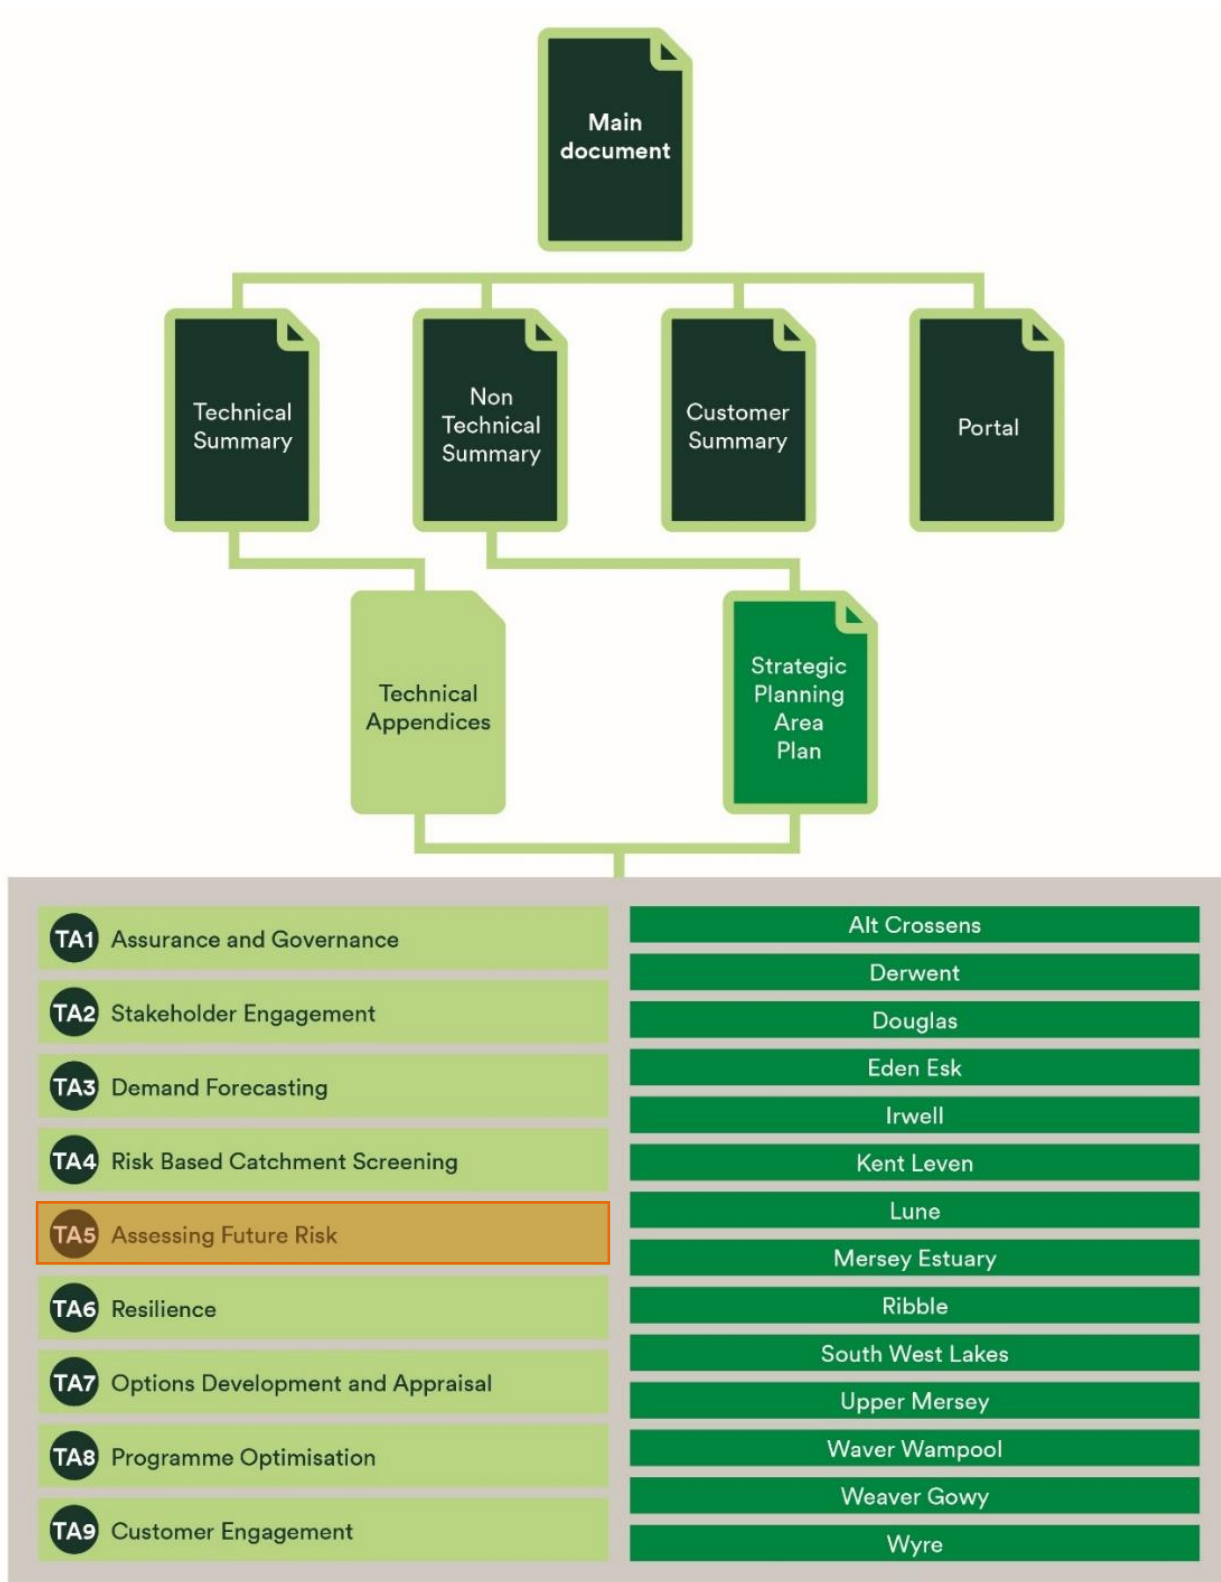 Main
document
Technical
Summary
Non
Technical
Summary
Customer
Summary
Portal
Technical
Appendices
Strategic
Planning
Area
Plan
TA1 Assurance and Governance
TA2 Stakeholder Engagement
TA3 Demand Forecasting
TA4 Risk Based Catchment Screening
TA5 Assessing Future Risk
TA6 Resilience
TA7 Options Development and Appraisal
TA8 Programme Optimisation
TA9 Customer Engagement
Alt Crossens
Derwent
Douglas
Eden Esk
Irwell
Kent Leven
Lune
Mersey Estuary
Ribble
South West Lakes
Upper Mersey
Waver Wampool
Weaver Gowy
Wyre